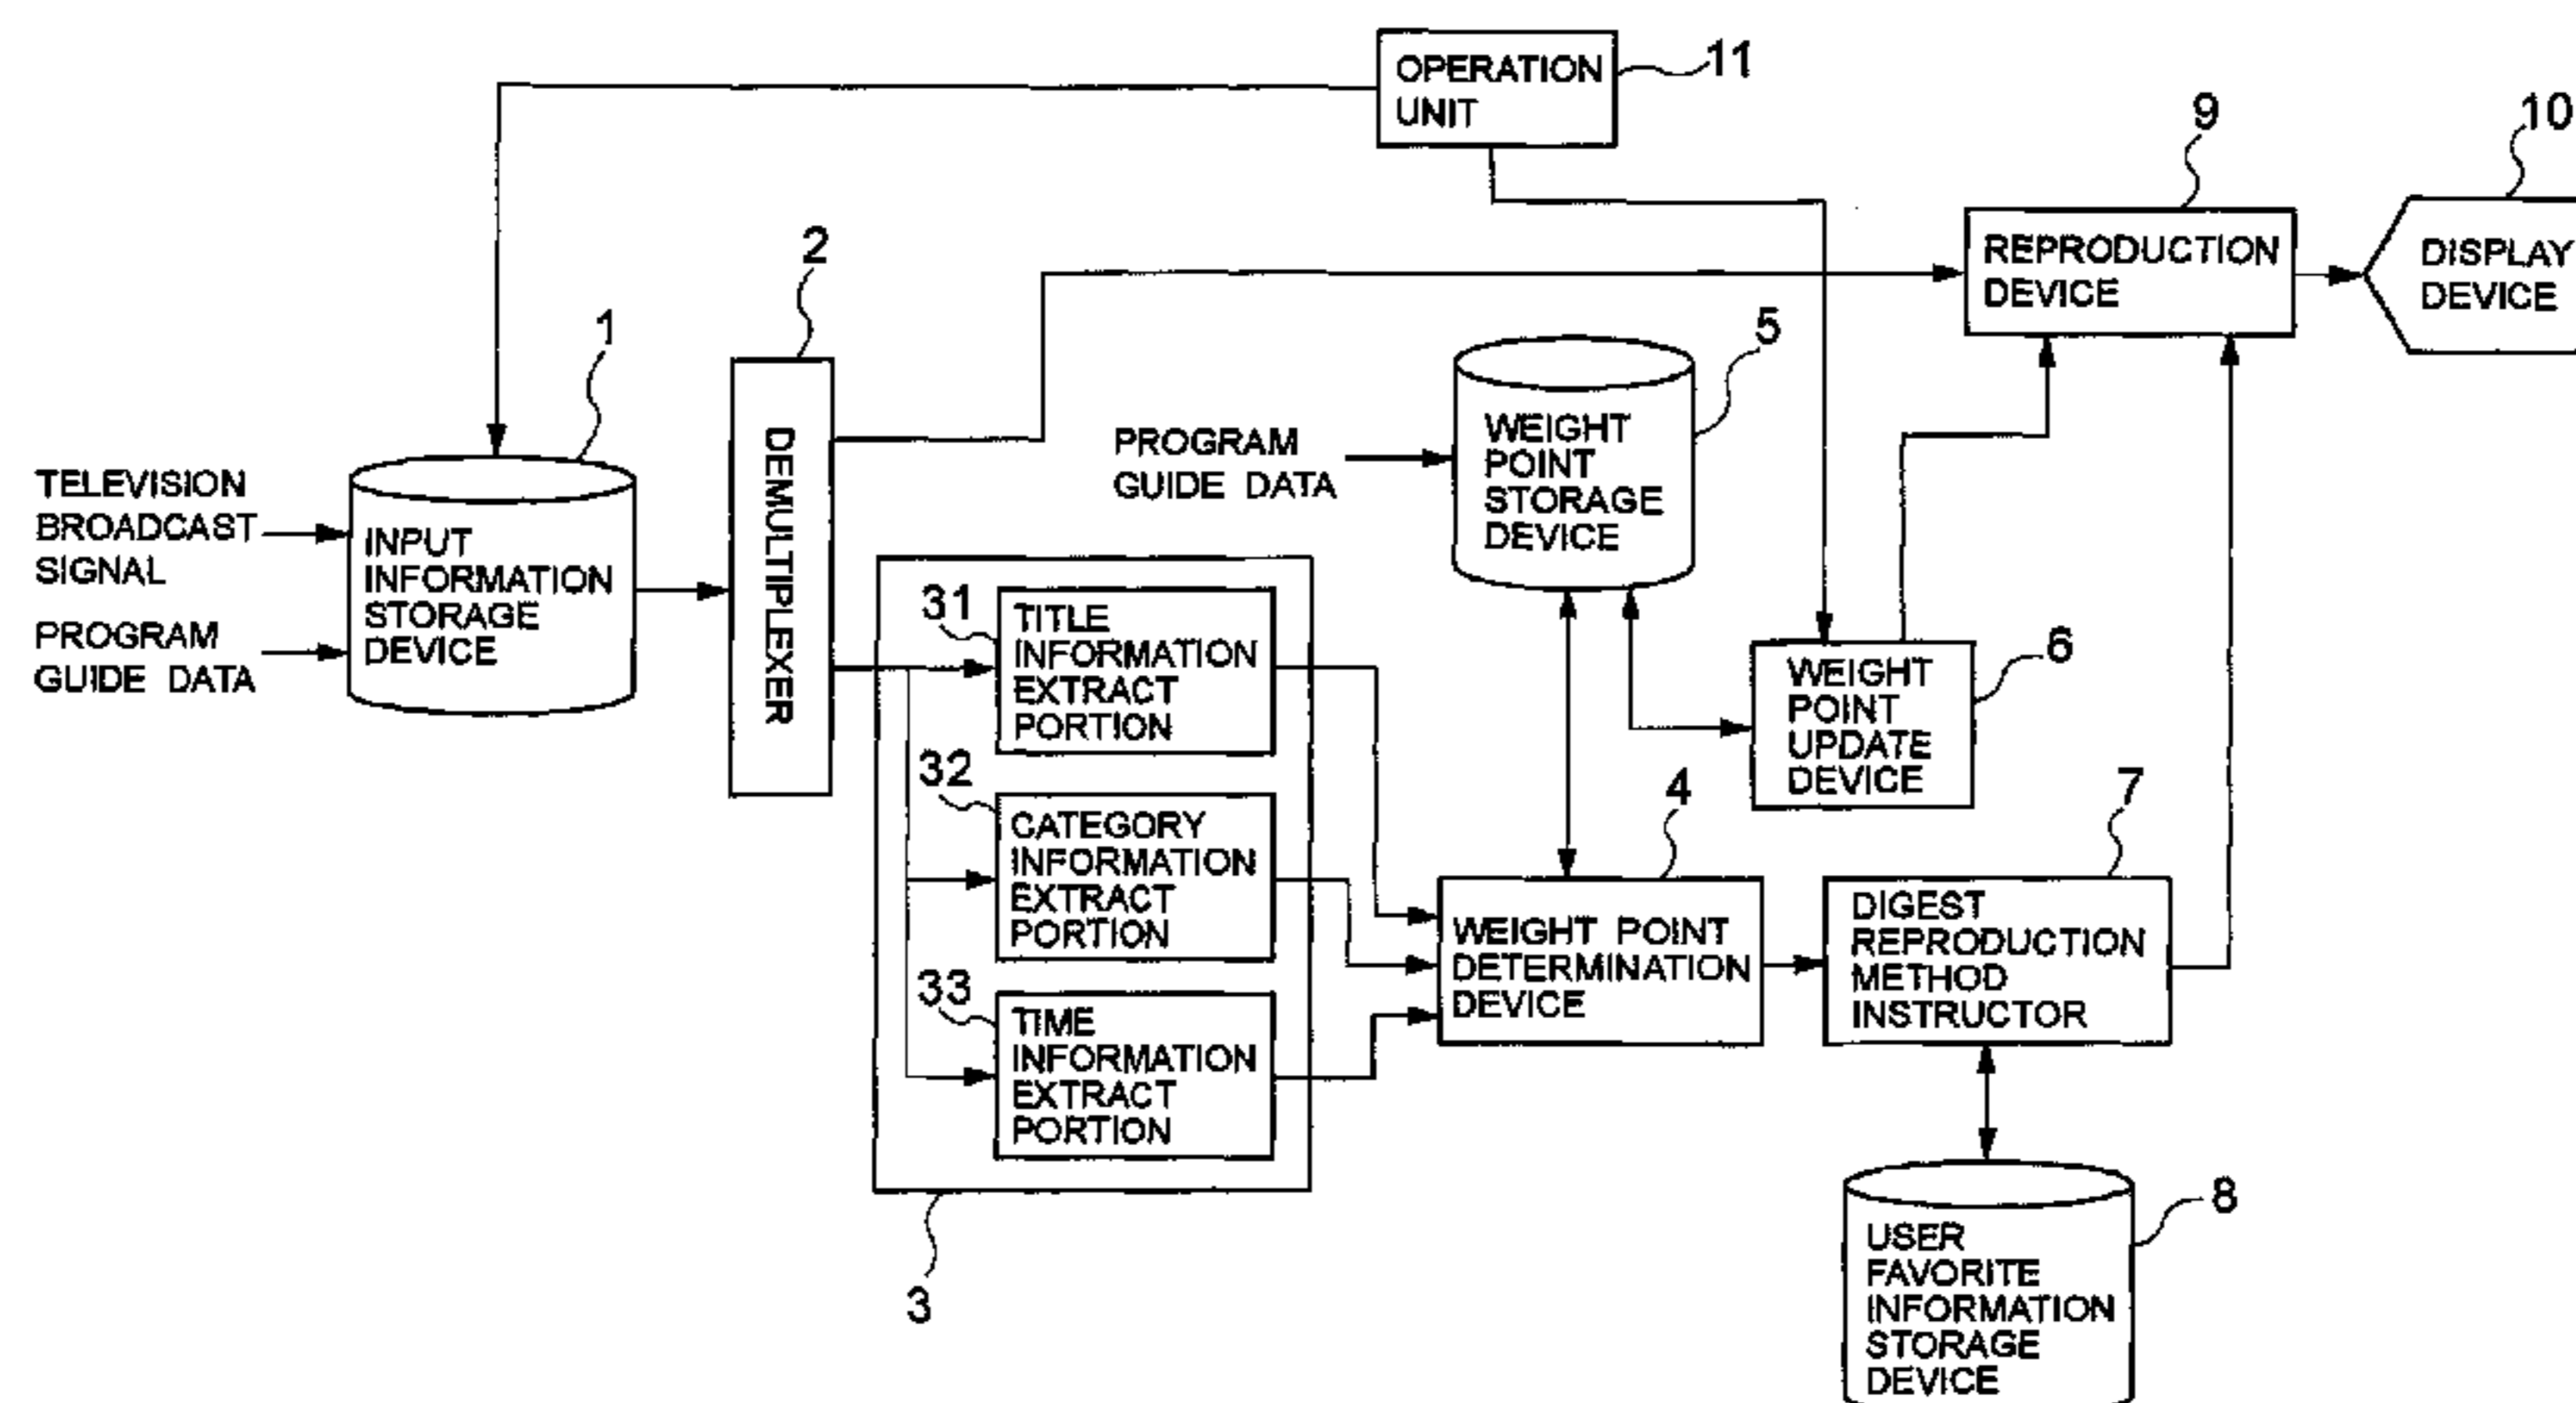 OPERATION
UNIT
11
9
10
REPRODUCTION
DEVICE
DISPLAY
DEVICE
2
1
5
DEMULTIPLEXER
PROGRAM
GUIDE DATA
WEIGHT
POINT
STORAGE
DEVICE
TELEVISION
BROADCAST
SIGNAL
PROGRAM
GUIDE DATA
INPUT
INFORMATION
STORAGE
DEVICE
31
TITLE
INFORMATION
EXTRACT
PORTION
6
WEIGHT
POINT
UPDATE
DEVICE
32
CATEGORY
INFORMATION
EXTRACT
PORTION
4
7
WEIGHT POINT
DETERMINATION
DEVICE
DIGEST
REPRODUCTION
METHOD
INSTRUCTOR
33
TIME
INFORMATION
EXTRACT
PORTION
3
8
USER
FAVORITE
INFORMATION
STORAGE
DEVICE